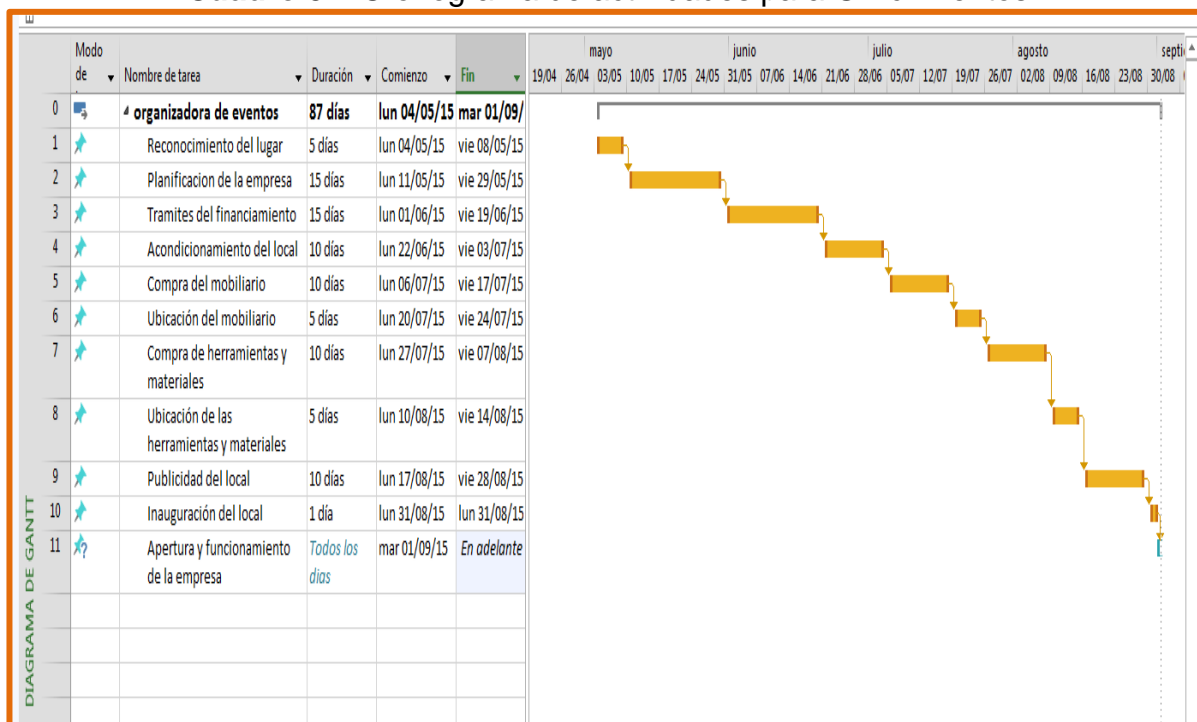 Modo
de
Nombre de tarea Duración Comienzo Fin
mayo junio julio agosto
19/04 26/04 03/05 10/05 17/05 24/05 31/05 07/06 14/06 21/06 28/06 05/07 12/07 19/07 26/07 02/08 09/08 16/08 23/08 30/08
0 organizadora de eventos 87 días lun 04/05/15 mar 01/09/
1 Reconocimiento del lugar 5 días lun 04/05/15 vie 08/05/15
2 Planificacion de la empresa 15 días lun 11/05/15 vie 29/05/15
3 Tramites del financiamiento 15 días lun 01/06/15 vie 19/06/15
4 Acondicionamiento del local 10 días lun 22/06/15 vie 03/07/15
5 Compra del mobiliario 10 días lun 06/07/15 vie 17/07/15
6 Ubicación del mobiliario 5 días lun 20/07/15 vie 24/07/15
7 Compra de herramientas y 10 días lun 27/07/15 vie 07/08/15
materiales
8 Ubicación de las 5 días lun 10/08/15 vie 14/08/15
herramientas y materiales
9 Publicidad del local 10 días lun 17/08/15 vie 28/08/15
10 Inauguración del local 1 día lun 31/08/15 lun 31/08/15
11 Apertura y funcionamiento Todos los mar 01/09/15 En adelante
de la empresa dias
DIAGRAMA DE GANTT